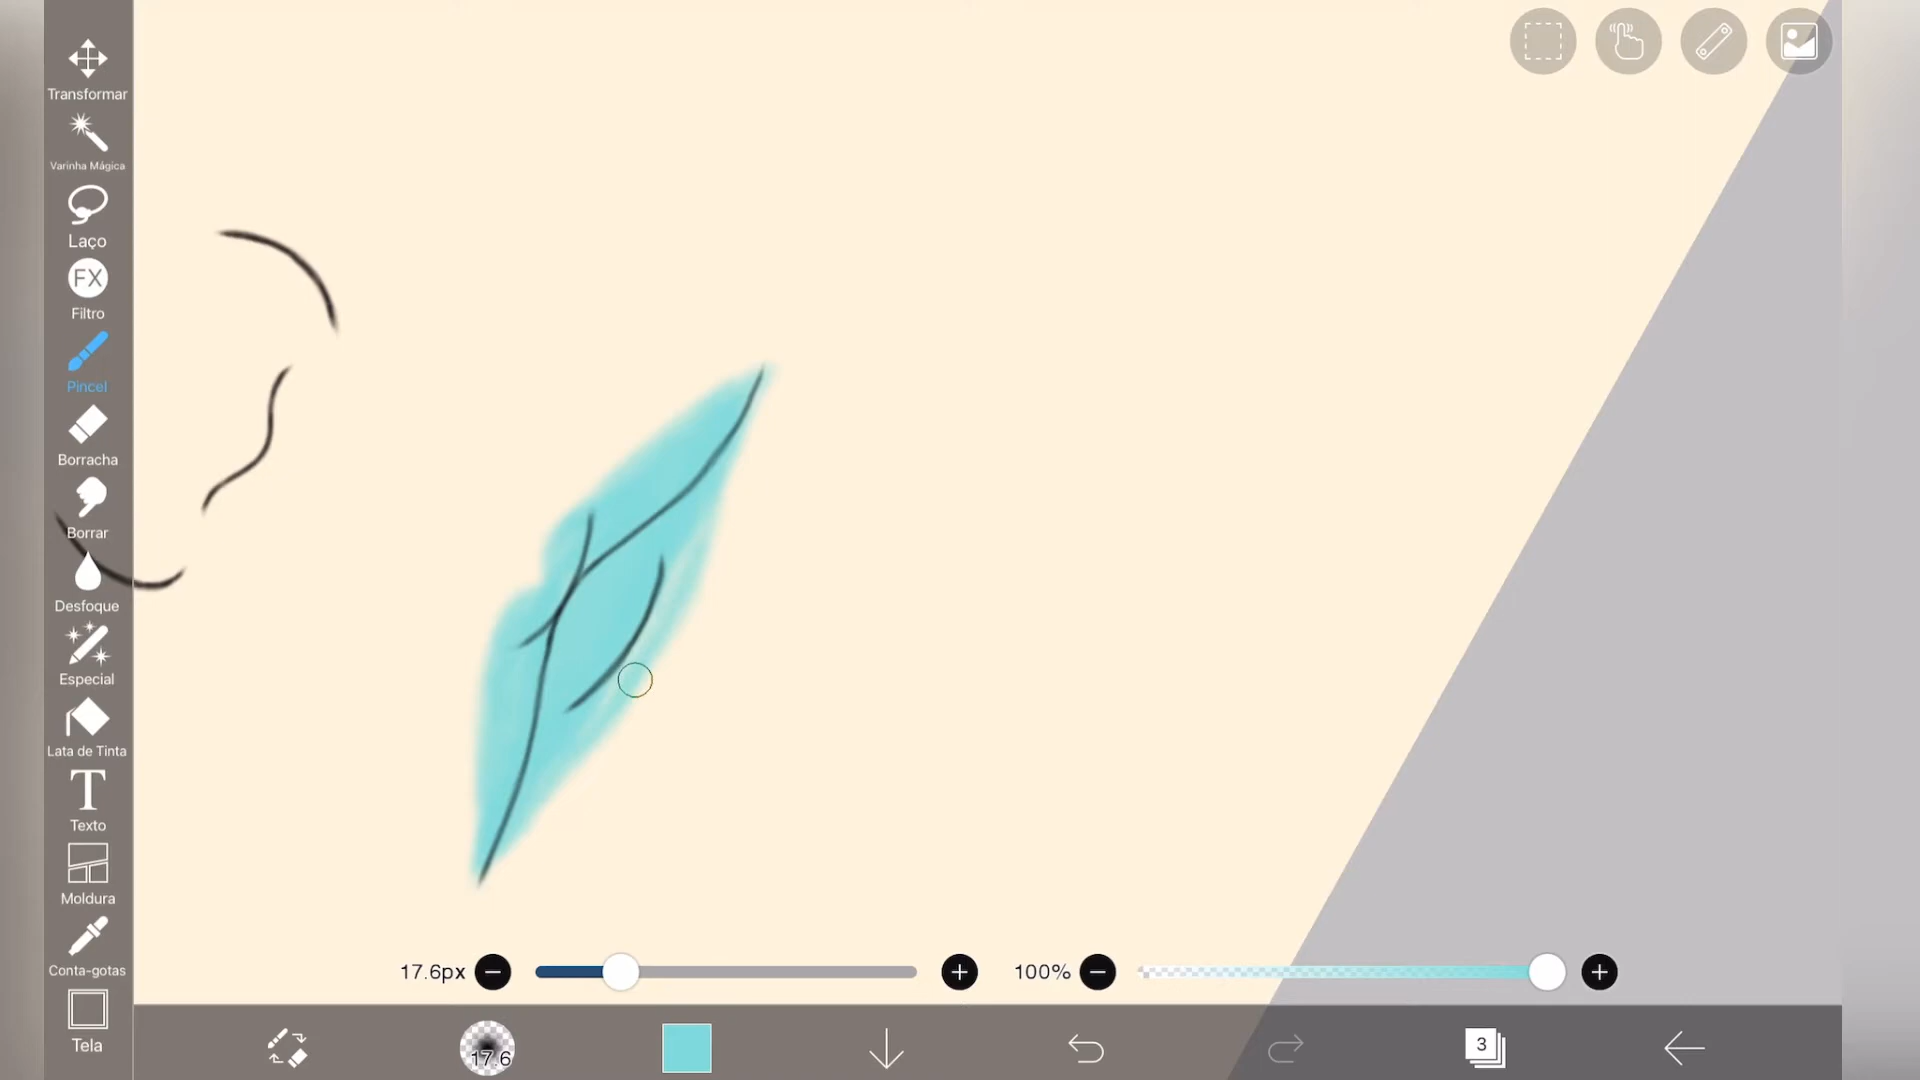 Transformar
Varinha Mágica
Laço
FX
Filtro
Pincel
Borracha
Borrar
Desfoque
Especial
Lata de Tinta
T
Texto
Moldura
Conta-gotas
Tela
17.6px
100%
17.6
3